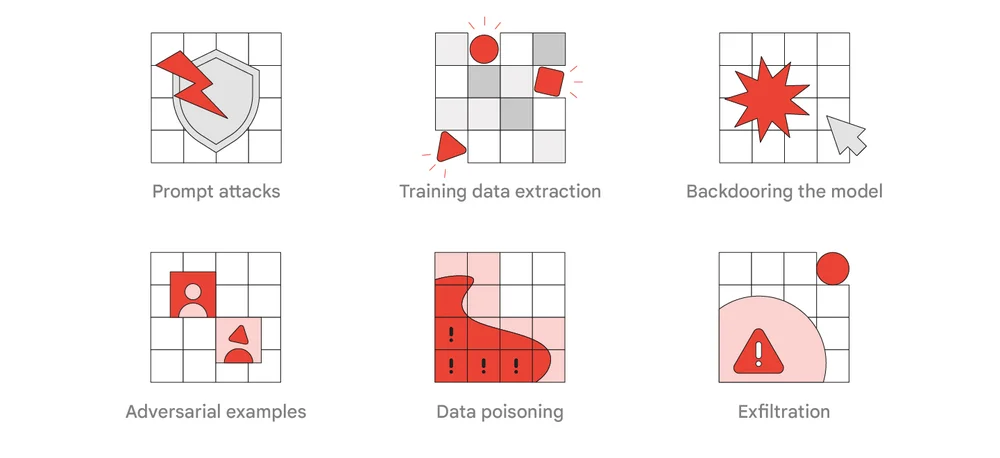 Prompt attacks
Training data extraction
Backdooring the model
Adversarial examples
Data poisoning
Exfiltration